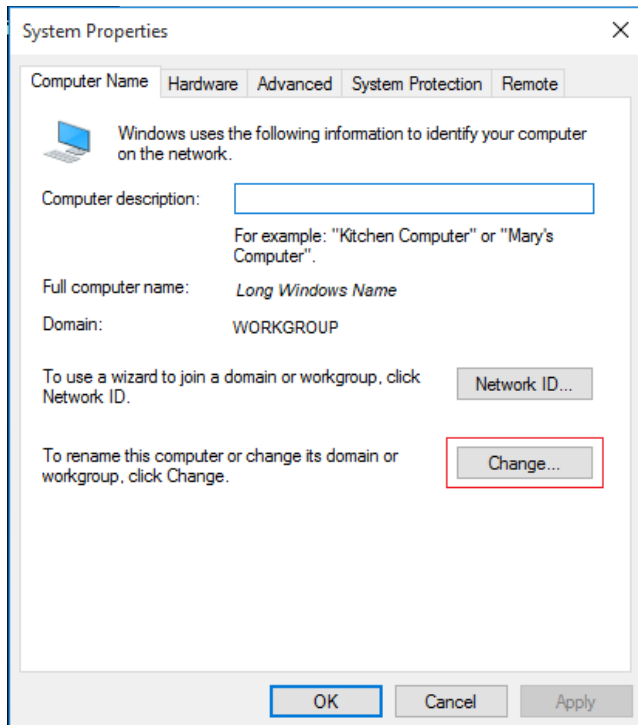 System Properties
Computer Name Hardware Advanced System Protection Remote
Windows uses the following information to identify your computer
on the network.
Computer description:
For example: "Kitchen Computer" or "Mary's
Computer".
Full computer name: Long Windows Name
Domain: WORKGROUP
To use a wizard to join a domain or workgroup, click
Network ID.
Network ID...
To rename this computer or change its domain or
workgroup, click Change.
Change...
OK Cancel Apply